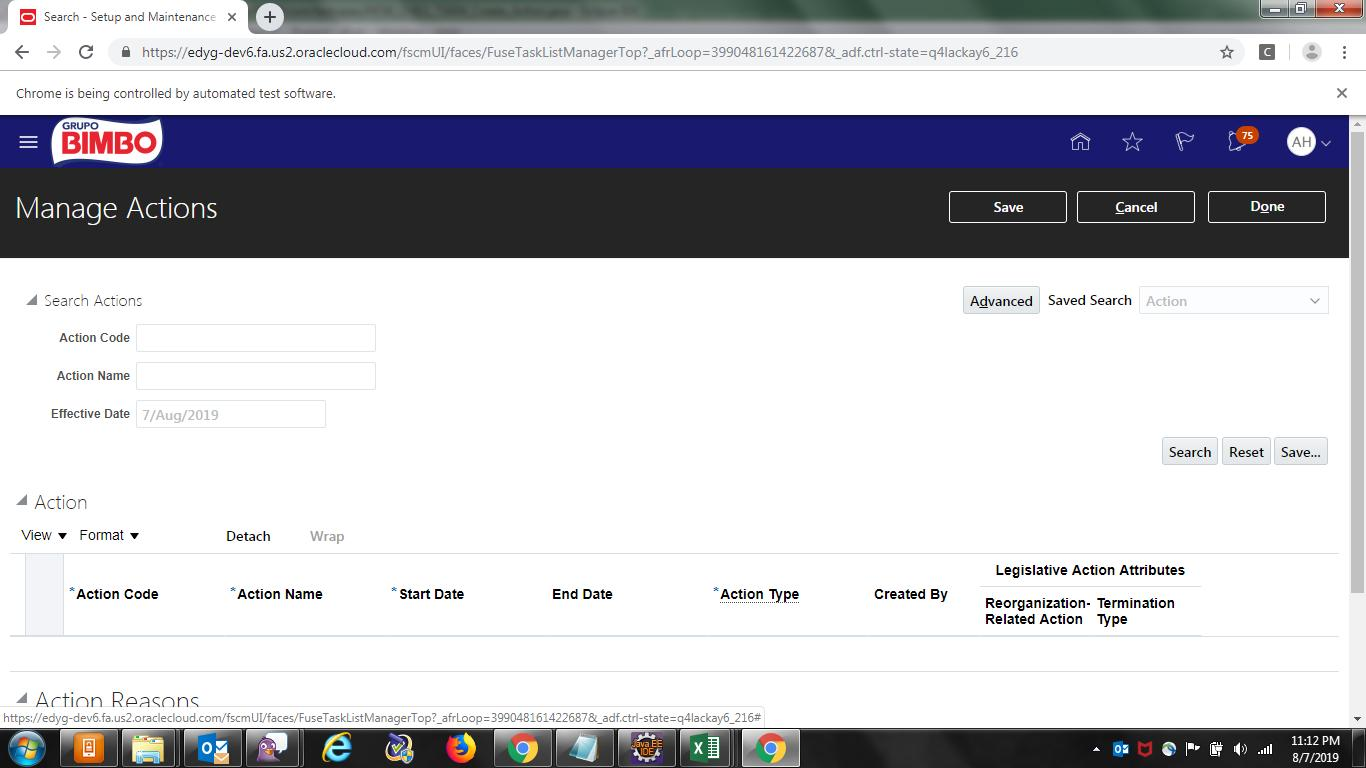 Search - Setup and Maintenance
https://edyg-dev6.fa.us2.oraclecloud.com/fscmUI/faces/FuseTaskListManagerTop?_afrLoop=399048161422687&_adf.ctrl-state=q4lackay6_216
C
Chrome is being controlled by automated test software.
GRUPO
BIMBO
75
AH
Manage Actions
Save
Cancel
Done
Search Actions
Advanced
Saved Search
Action
Action Code
Action Name
Effective Date
7/Aug/2019
Search
Reset
Save...
Action
View
Format
Detach
Wrap
Legislative Action Attributes
*Action Code
*Action Name
*Start Date
End Date
*Action Type
Created By
Reorganization-
Related Action
Termination
Type
Action Reasons
https://edyg-dev6.fa.us2.oraclecloud.com/fscmUI/faces/FuseTaskListManagerTop?_afrLoop=399048161422687&_adf.ctrl-state=q4lackay6_216#
Java EE
IDE
11:12 PM
8/7/2019